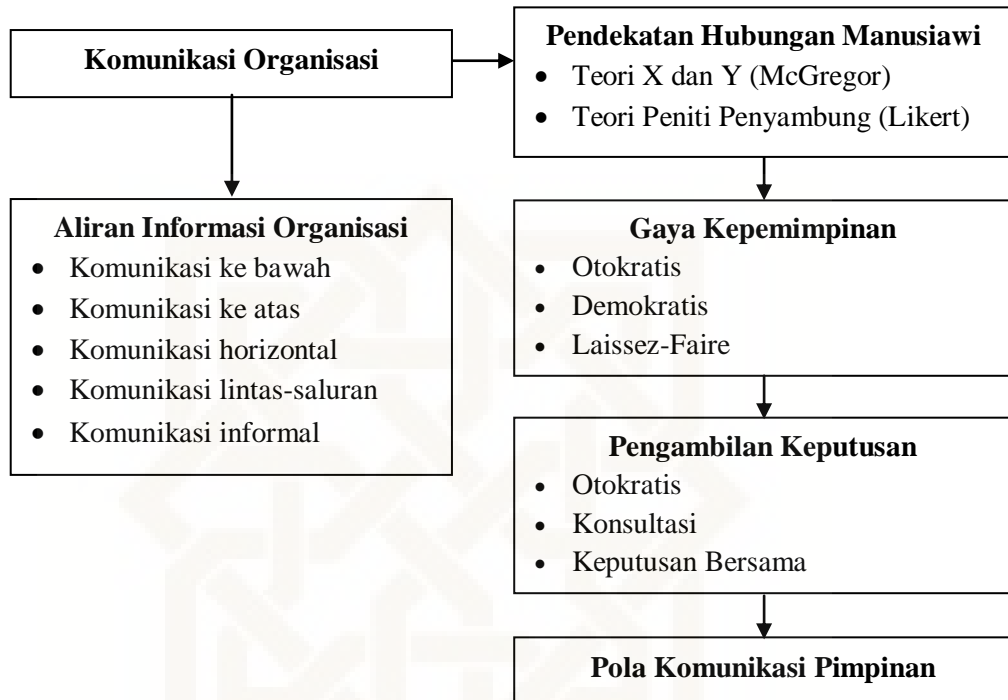 Komunikasi Organisasi
Pendekatan Hubungan Manusiawi
• Teori X dan Y (McGregor)
• Teori Peniti Penyambung (Likert)
Aliran Informasi Organisasi
• Komunikasi ke bawah
• Komunikasi ke atas
• Komunikasi horizontal
• Komunikasi lintas-saluran
• Komunikasi informal
Gaya Kepemimpinan
• Otokratis
• Demokratis
• Laissez-Faire
Pengambilan Keputusan
• Otokratis
• Konsultasi
• Keputusan Bersama
Pola Komunikasi Pimpinan